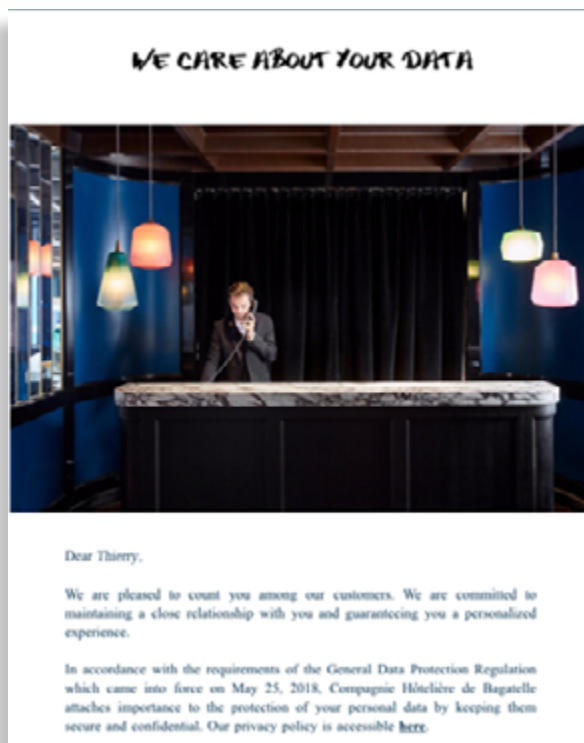 WE CARE ABOUT YOUR DATA
Dear Thierry,
We are pleased to count you among our customers. We are committed to
maintaining a close relationship with you and guaranteeing you a personalized
experience.
In accordance with the requirements of the General Data Protection Regulation
which came into force on May 25, 2018, Compagnie Hôtelière de Bagatelle
attaches importance to the protection of your personal data by keeping them
secure and confidential. Our privacy policy is accessible here.